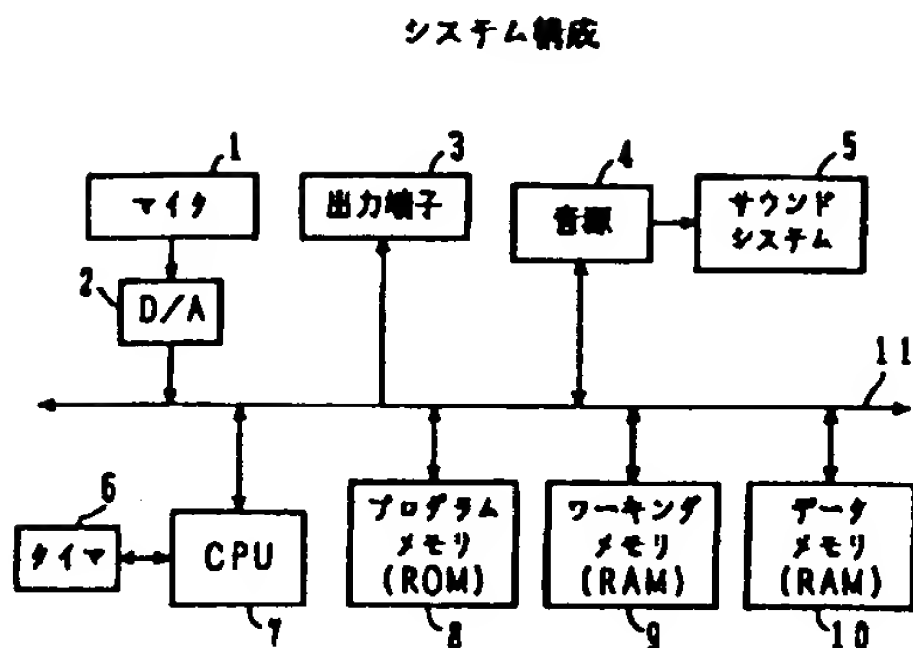 システム構成
1
マイク
2
D/A
3
出力端子
4
音源
5
サウンド
システム
11
6
タイマ
CPU
7
プログラム
メモリ
(ROM)
8
ワーキング
メモリ
(RAM)
9
データ
メモリ
(RAM)
10